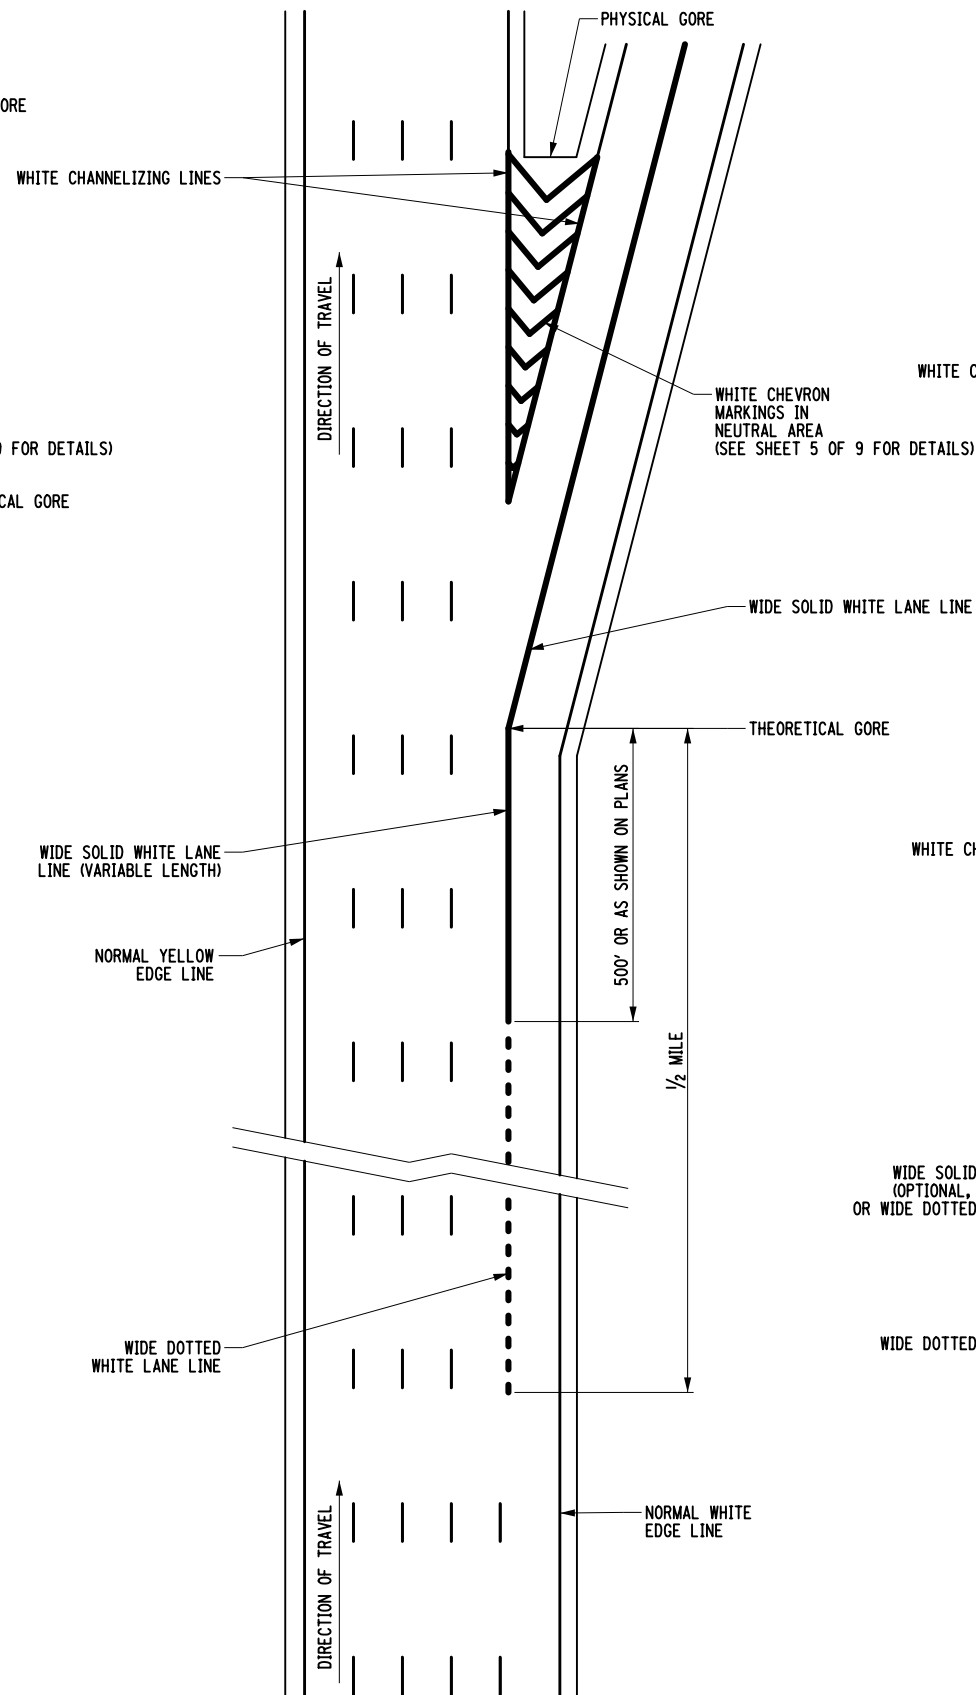 PHYSICAL GORE
ORE
WHITE CHANNELIZING LINES
DIRECTION OF TRAVEL
WHITE C
WHITE CHEVRON
MARKINGS IN
NEUTRAL AREA
(SEE SHEET 5 OF 9 FOR DETAILS)
FOR DETAILS)
CAL GORE
WIDE SOLID WHITE LANE LINE
THEORETICAL GORE
500' OR AS SHOWN ON PLANS
WIDE SOLID WHITE LANE
LINE (VARIABLE LENGTH)
WHITE CH
NORMAL YELLOW
EDGE LINE
1/2 MILE
WIDE SOLID
(OPTIONAL,
OR WIDE DOTTED
WIDE DOTTED
WHITE LANE LINE
WIDE DOTTED
NORMAL WHITE
EDGE LINE
DIRECTION OF TRAVEL